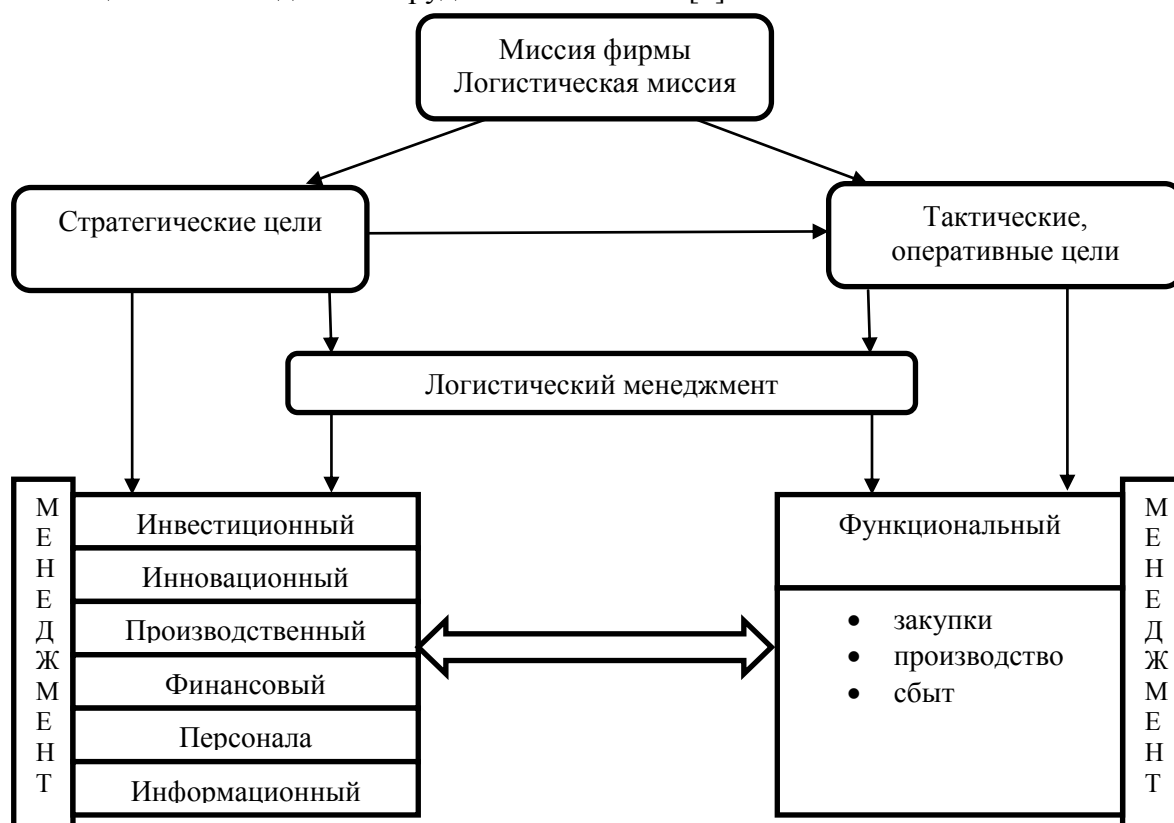 Миссия фирмы
Логистическая миссия
Стратегические цели
Тактические,
оперативные цели
Логистический менеджмент
МЕНЕДЖМЕНТ
Инвестиционный
Инновационный
Производственный
Финансовый
Персонала
Информационный
Функциональный
• закупки
• производство
• сбыт
МЕНЕДЖМЕНТ